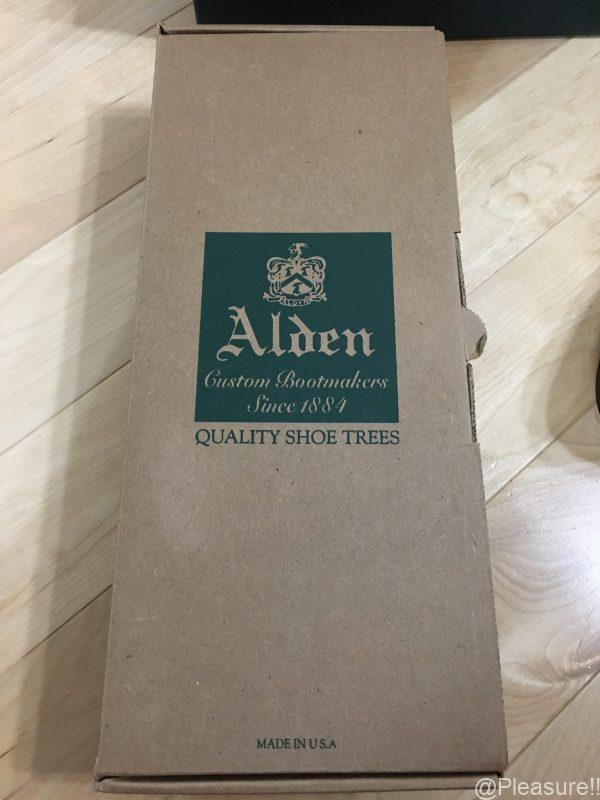 Alden
Custom Bootmakers
Since 1884
QUALITY SHOE TREES
MADE IN U.S.A
@Pleasure!!